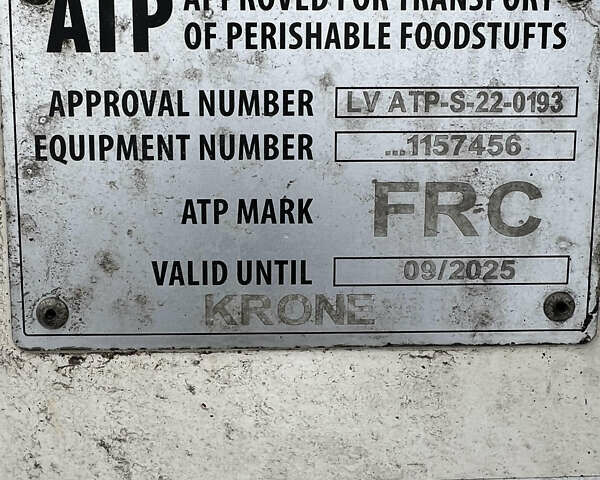 ATP APPROVED FOR TRANSPORT
OF PERISHABLE FOODSTUFTS
APPROVAL NUMBER LV ATP-S-22-0193
EQUIPMENT NUMBER ...1157456
ATP MARK FRC
VALID UNTIL 09/2025
KRONE